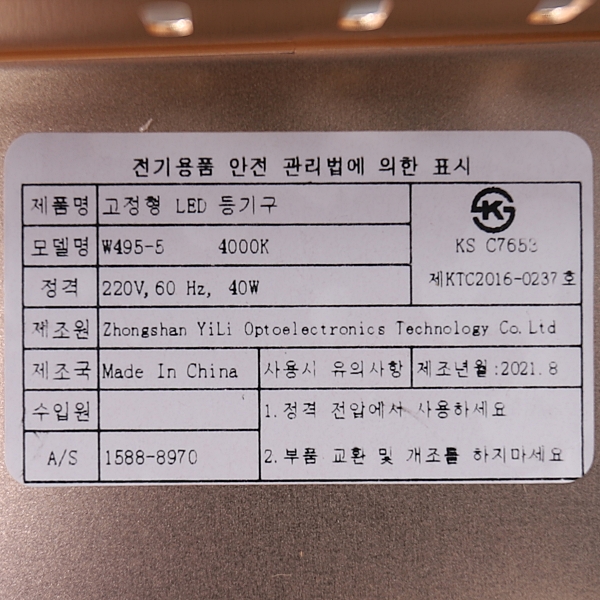 전기용품 안전 관리법에 의한 표시
제품명 고정형 LED 등기구
모델명 W495-5 4000K
KS C7653
정격 220V, 60 Hz, 40W
제KTC2016-0237호
제조원 Zhongshan YiLi Optoelectronics Technology Co. Ltd
제조국 Made In China 사용시 유의사항 제조년월:2021.8
수입원 1.정격 전압에서 사용하세요
A/S 1588-8970 2.부품 교환 및 개조를 하지마세요